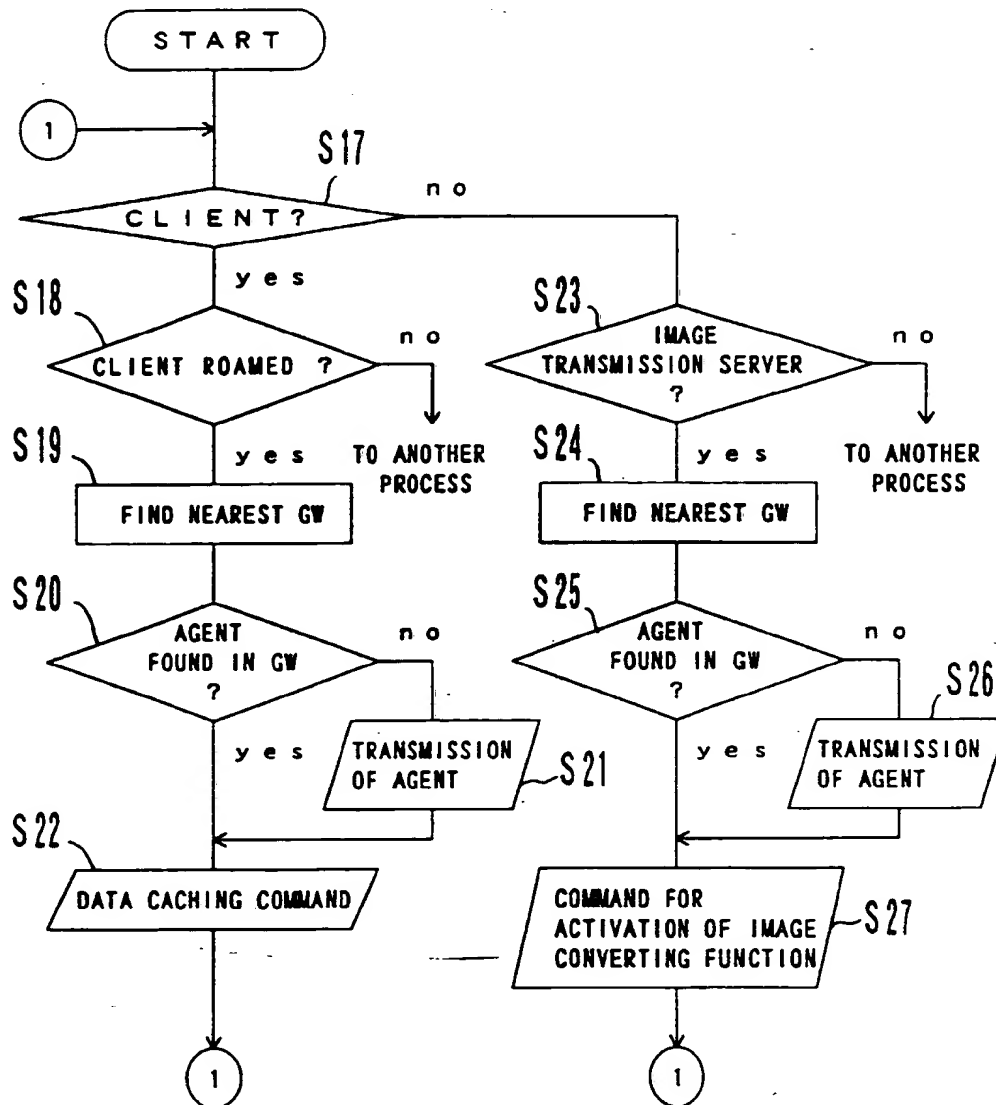 START
1
S17
CLIENT?
no
yes
S18
CLIENT ROAMED ?
no
S23
IMAGE
TRANSMISSION SERVER
?
no
S19
yes
TO ANOTHER
PROCESS
S24
yes
TO ANOTHER
PROCESS
FIND NEAREST GW
FIND NEAREST GW
S20
AGENT
FOUND IN GW
?
no
S25
AGENT
FOUND IN GW
?
no
yes
TRANSMISSION
OF AGENT
S21
yes
S26
TRANSMISSION
OF AGENT
S22
DATA CACHING COMMAND
COMMAND FOR
ACTIVATION OF IMAGE
CONVERTING FUNCTION
S27
1
1